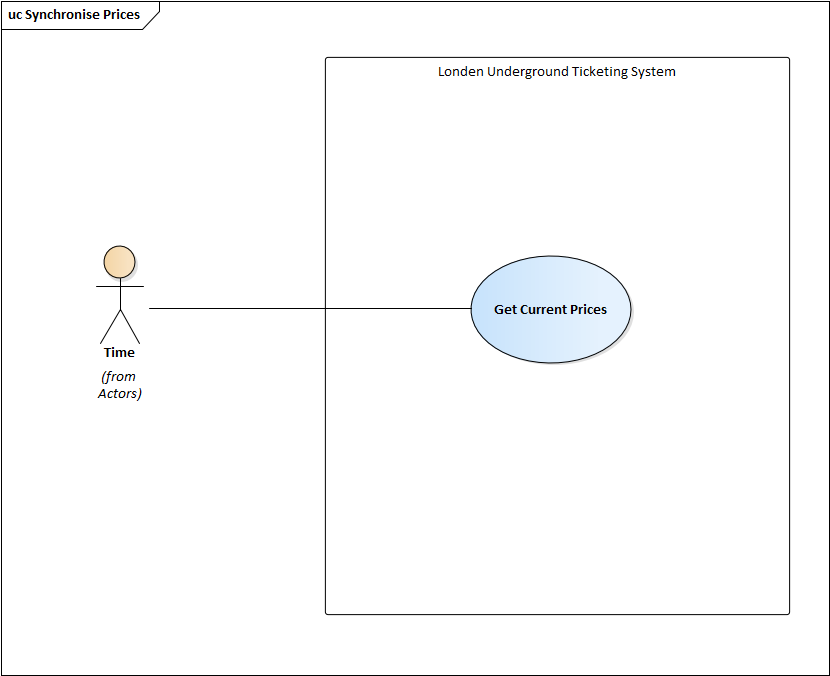 uc Synchronise Prices
Londen Underground Ticketing System
Get Current Prices
Time
(from
Actors)